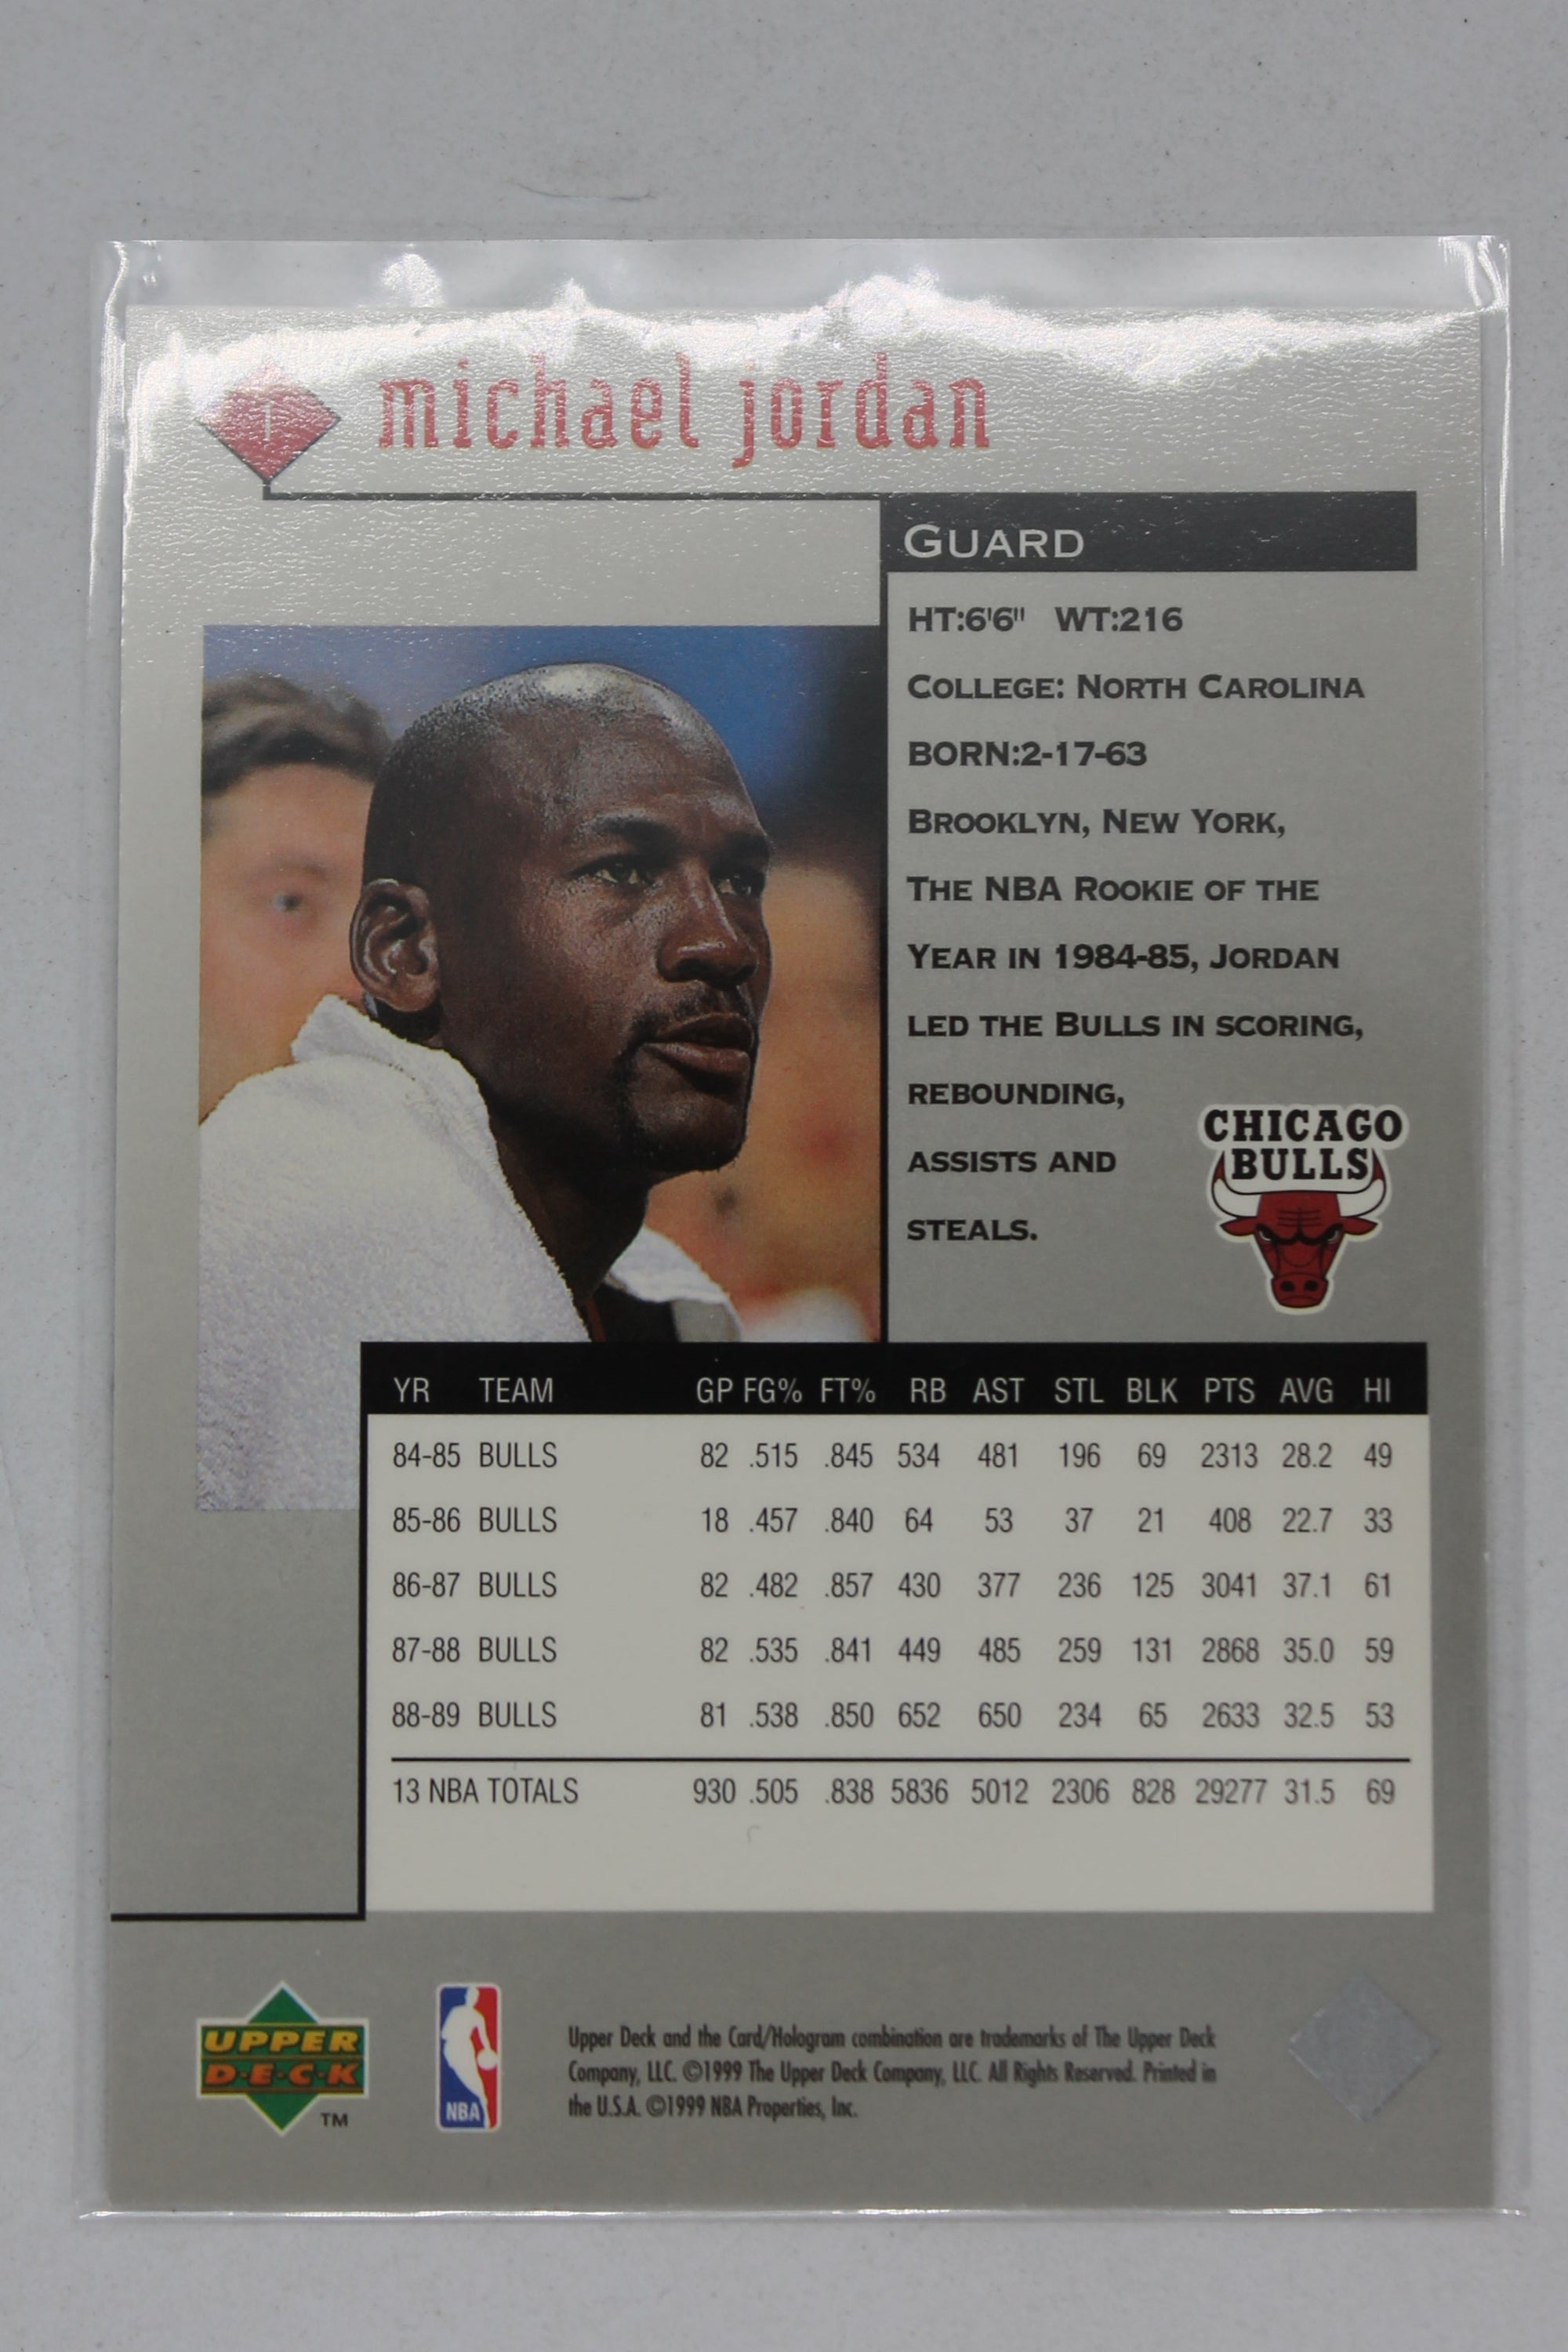 1 michael jordan
GUARD
HT:6'6" WT:216
COLLEGE: NORTH CAROLINA
BORN:2-17-63
BROOKLYN, NEW YORK,
THE NBA ROOKIE OF THE
YEAR IN 1984-85, JORDAN
LED THE BULLS IN SCORING,
REBOUNDING,
ASSISTS AND
STEALS.
CHICAGO
BULLS
YR TEAM GP FG% FT% RB AST STL BLK PTS AVG HI
84-85 BULLS 82 .515 .845 534 481 196 69 2313 28.2 49
85-86 BULLS 18 .457 .840 64 53 37 21 408 22.7 33
86-87 BULLS 82 .482 .857 430 377 236 125 3041 37.1 61
87-88 BULLS 82 .535 .841 449 485 259 131 2868 35.0 59
88-89 BULLS 81 .538 .850 652 650 234 65 2633 32.5 53
13 NBA TOTALS 930 .505 .838 5836 5012 2306 828 29277 31.5 69
UPPER
D·E·C·K
TM
NBA
Upper Deck and the Card/Hologram combination are trademarks of The Upper Deck
Company, LLC. ©1999 The Upper Deck Company, LLC. All Rights Reserved. Printed in
the U.S.A. ©1999 NBA Properties, Inc.